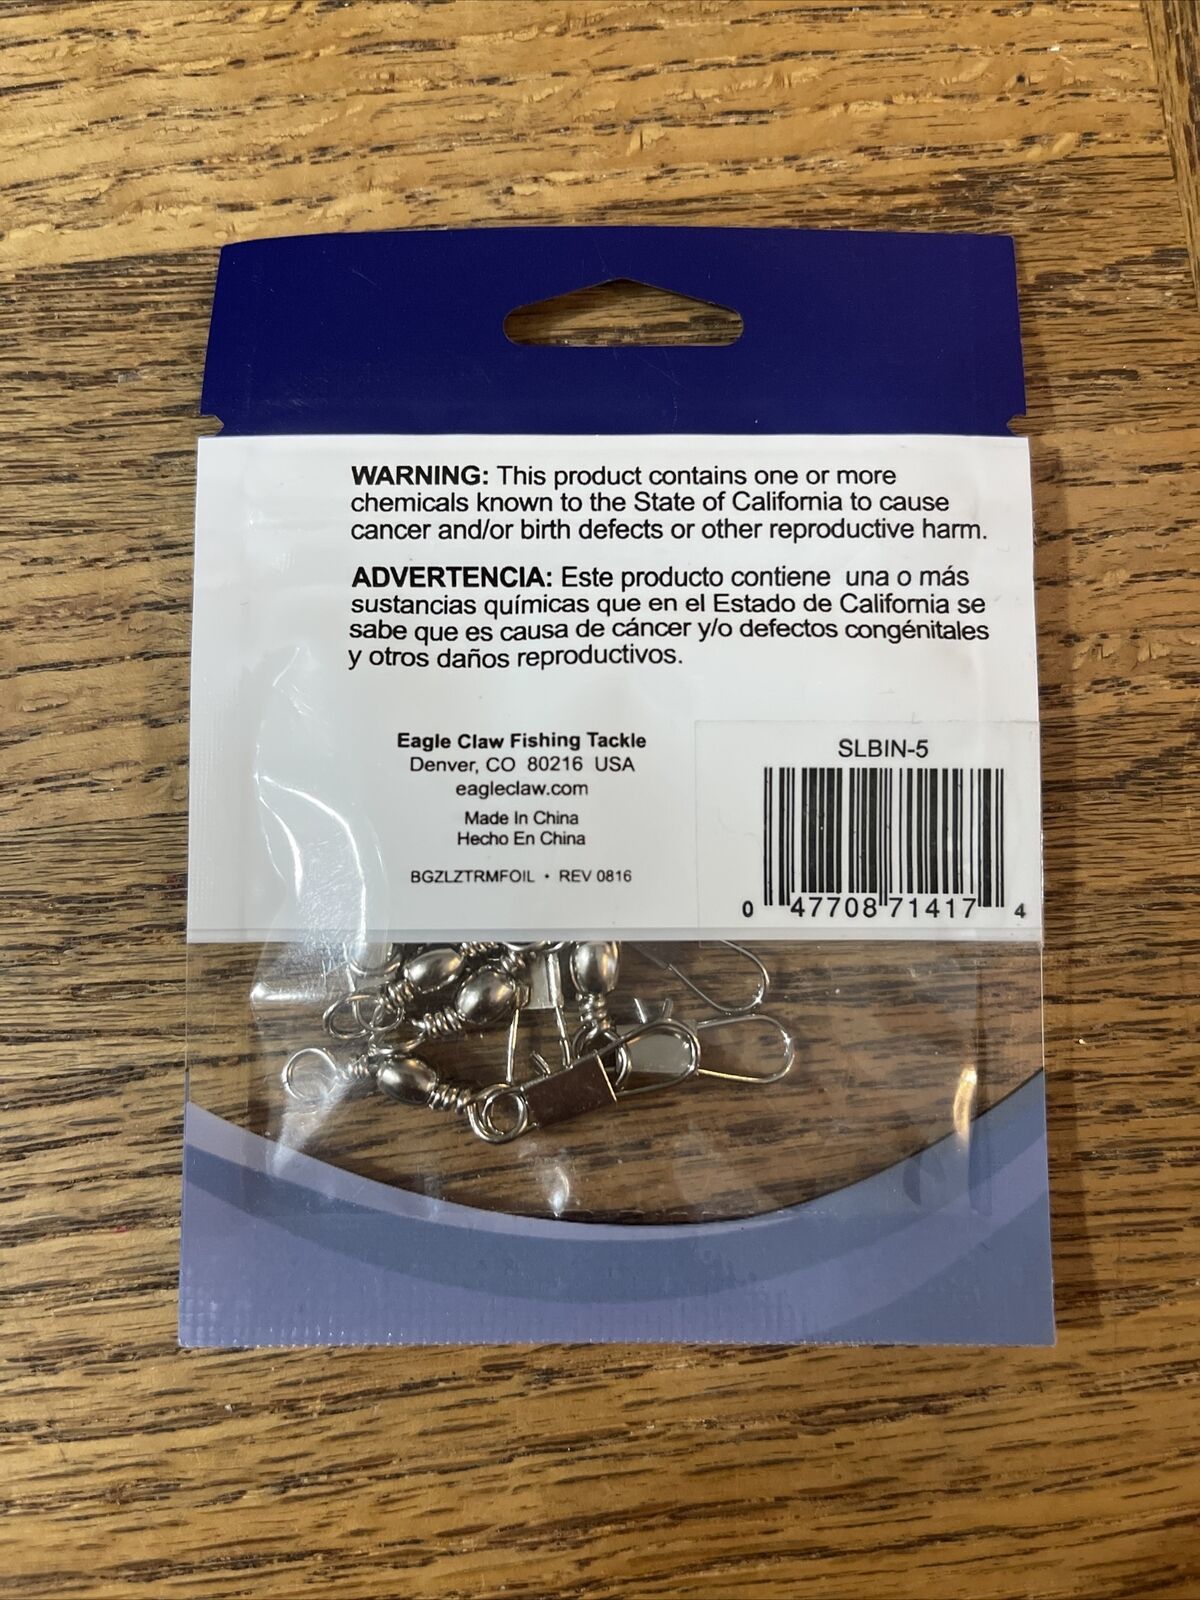 WARNING: This product contains one or more
chemicals known to the State of California to cause
cancer and/or birth defects or other reproductive harm.
ADVERTENCIA: Este producto contiene una o más
sustancias químicas que en el Estado de California se
sabe que es causa de cáncer y/o defectos congénitales
y otros daños reproductivos.
Eagle Claw Fishing Tackle
Denver, CO 80216 USA
eagleclaw.com
Made In China
Hecho En China
BGZLZTRMFOIL • REV 0816
SLBIN-5
0 47708 71417 4